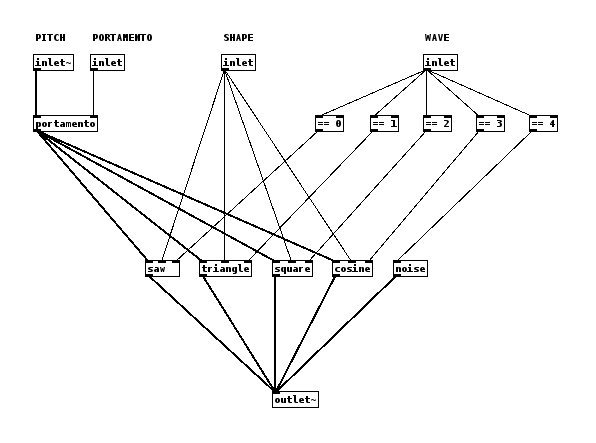 PITCH PORTAMENTO SHAPE WAVE
inlet~ inlet inlet inlet
portamento == 0 == 1 == 2 == 3 == 4
saw triangle square cosine noise
outlet~